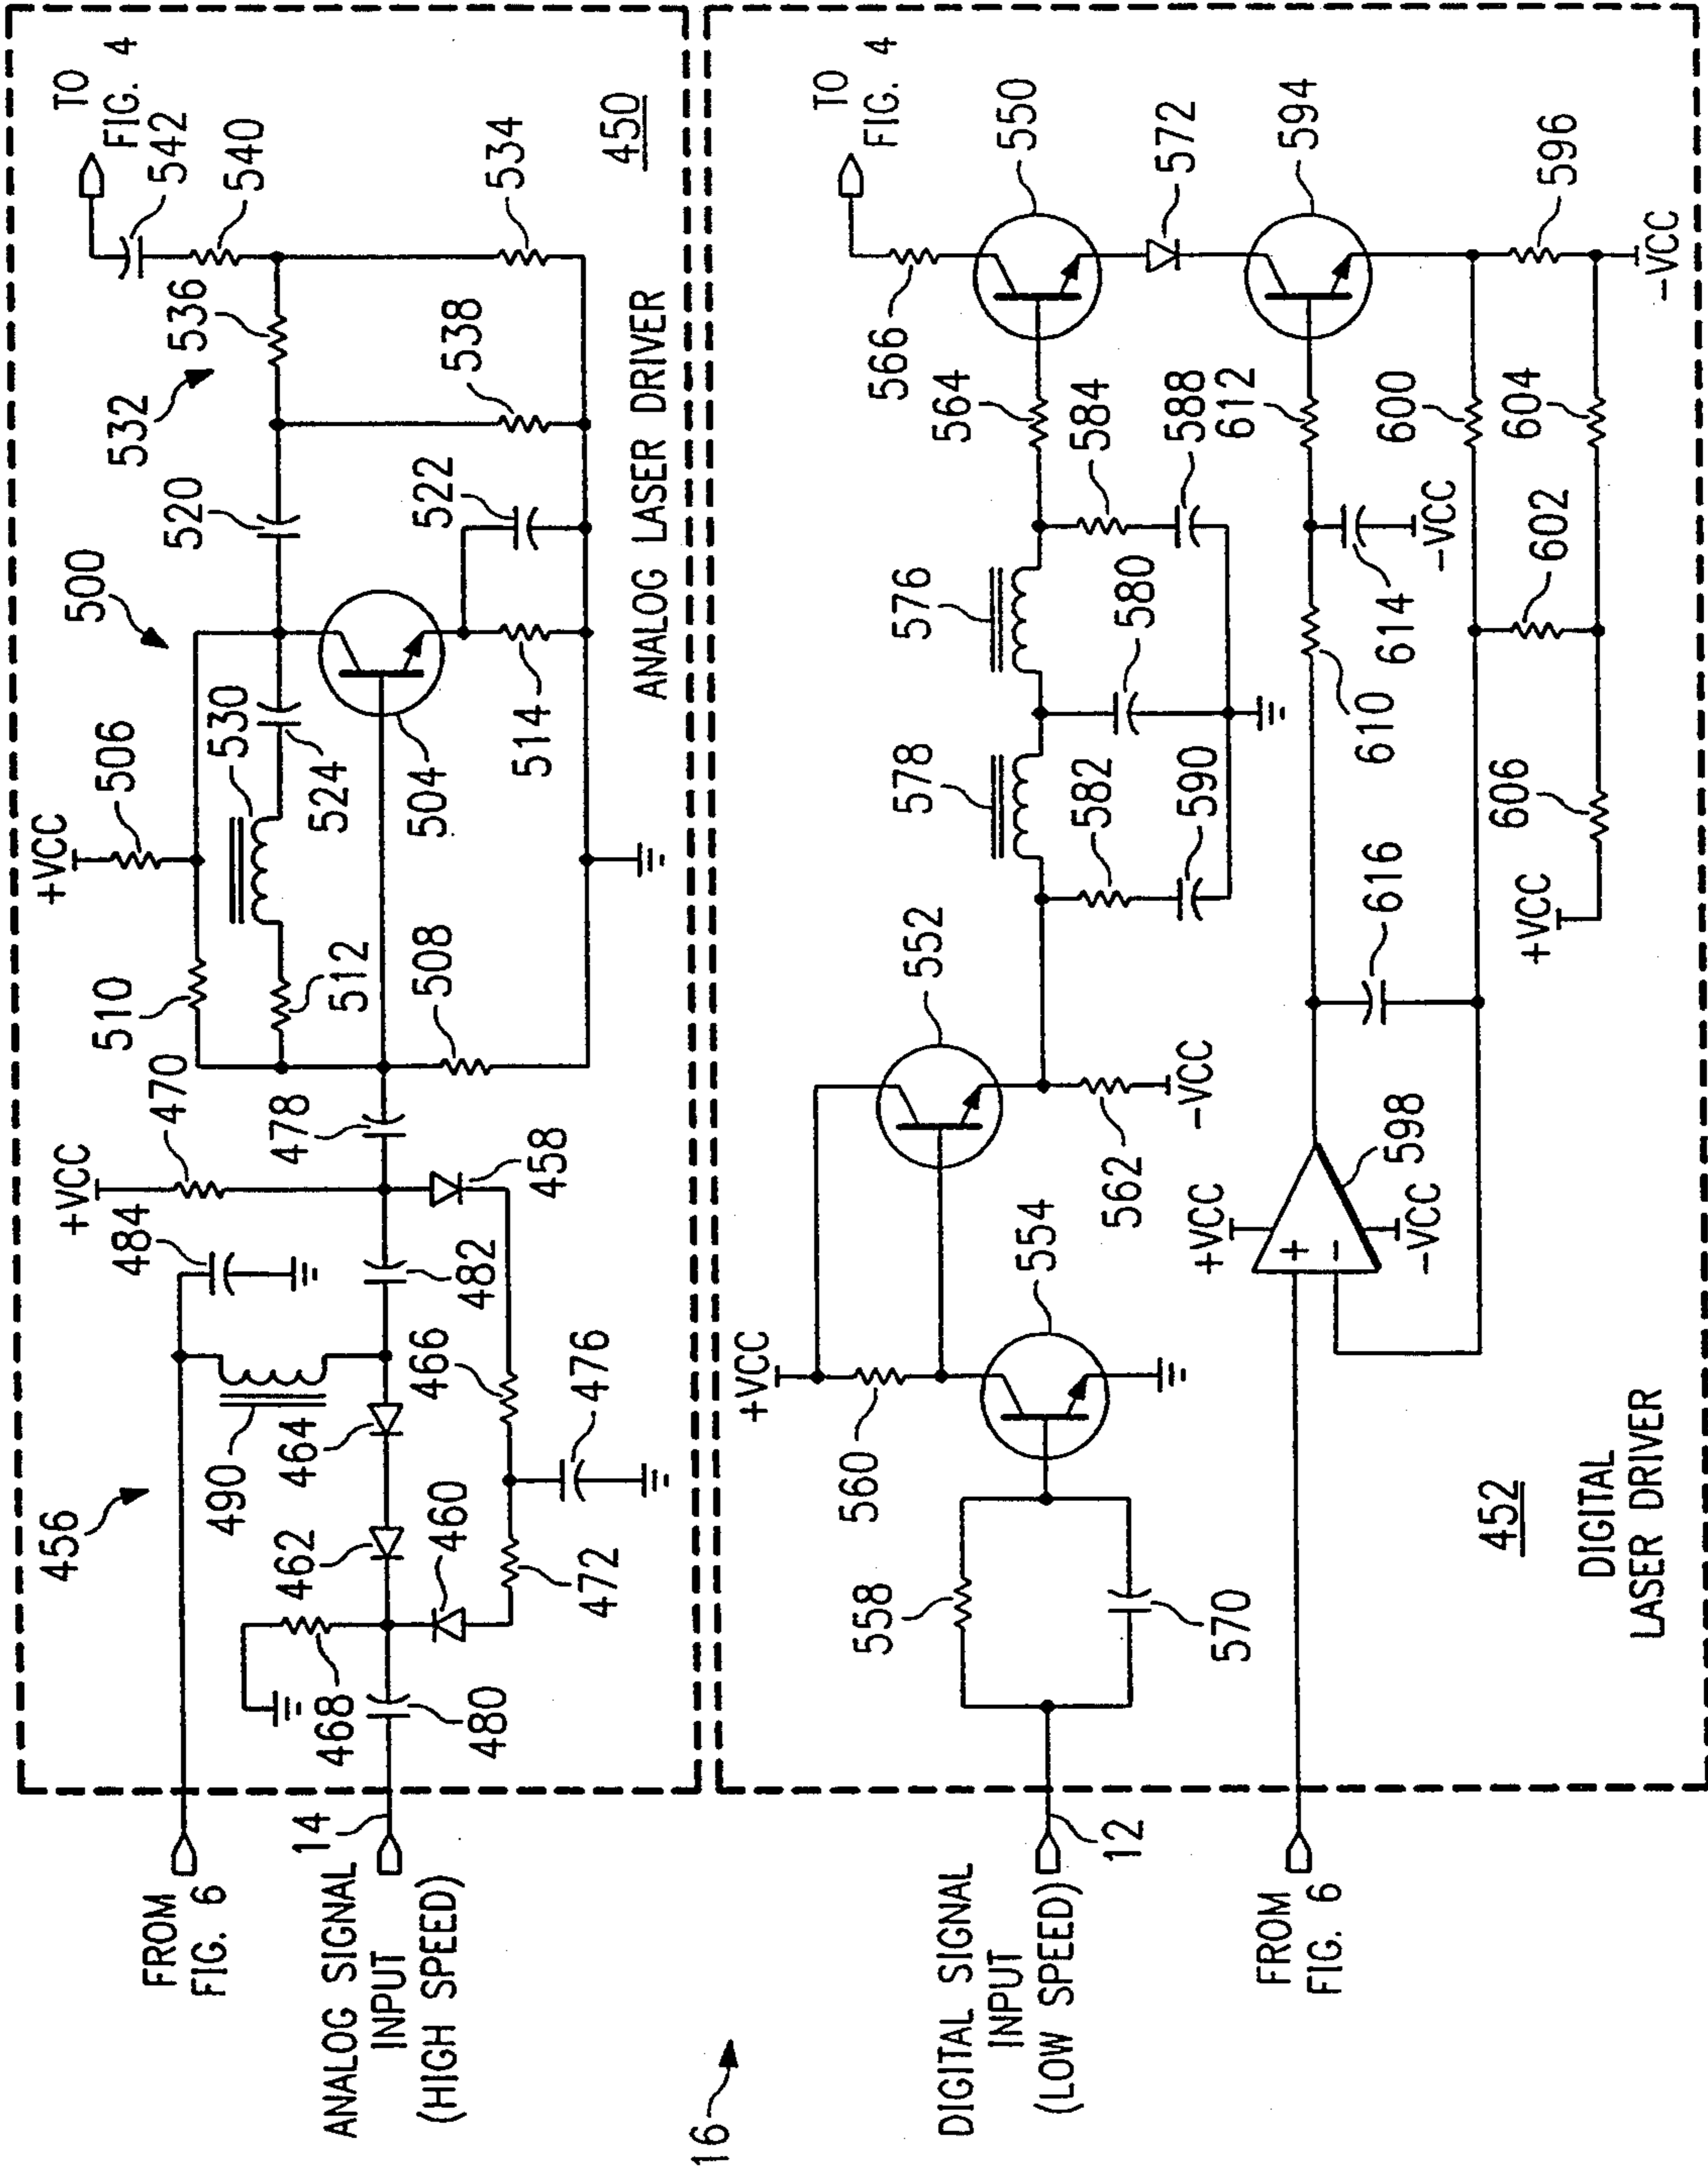 TO
FIG. 4
542
540
534
450
536
532
538
520
522
500
506
+VCC
530
524
504
514
ANALOG LASER DRIVER
510
512
508
470
478
458
+VCC
484
482
466
476
490
464
456
462
460
472
468
480
FROM
FIG. 6
14
ANALOG SIGNAL
INPUT
(HIGH SPEED)
16
TO
FIG. 4
550
572
594
596
-VCC
566
564
584
588
612
600
604
576
580
614
-VCC
602
578
582
590
610
606
+VCC
616
552
562
-VCC
554
+VCC
598
-VCC
+
-
+VCC
560
558
570
452
DIGITAL
LASER DRIVER
12
DIGITAL SIGNAL
INPUT
(LOW SPEED)
FROM
FIG. 6